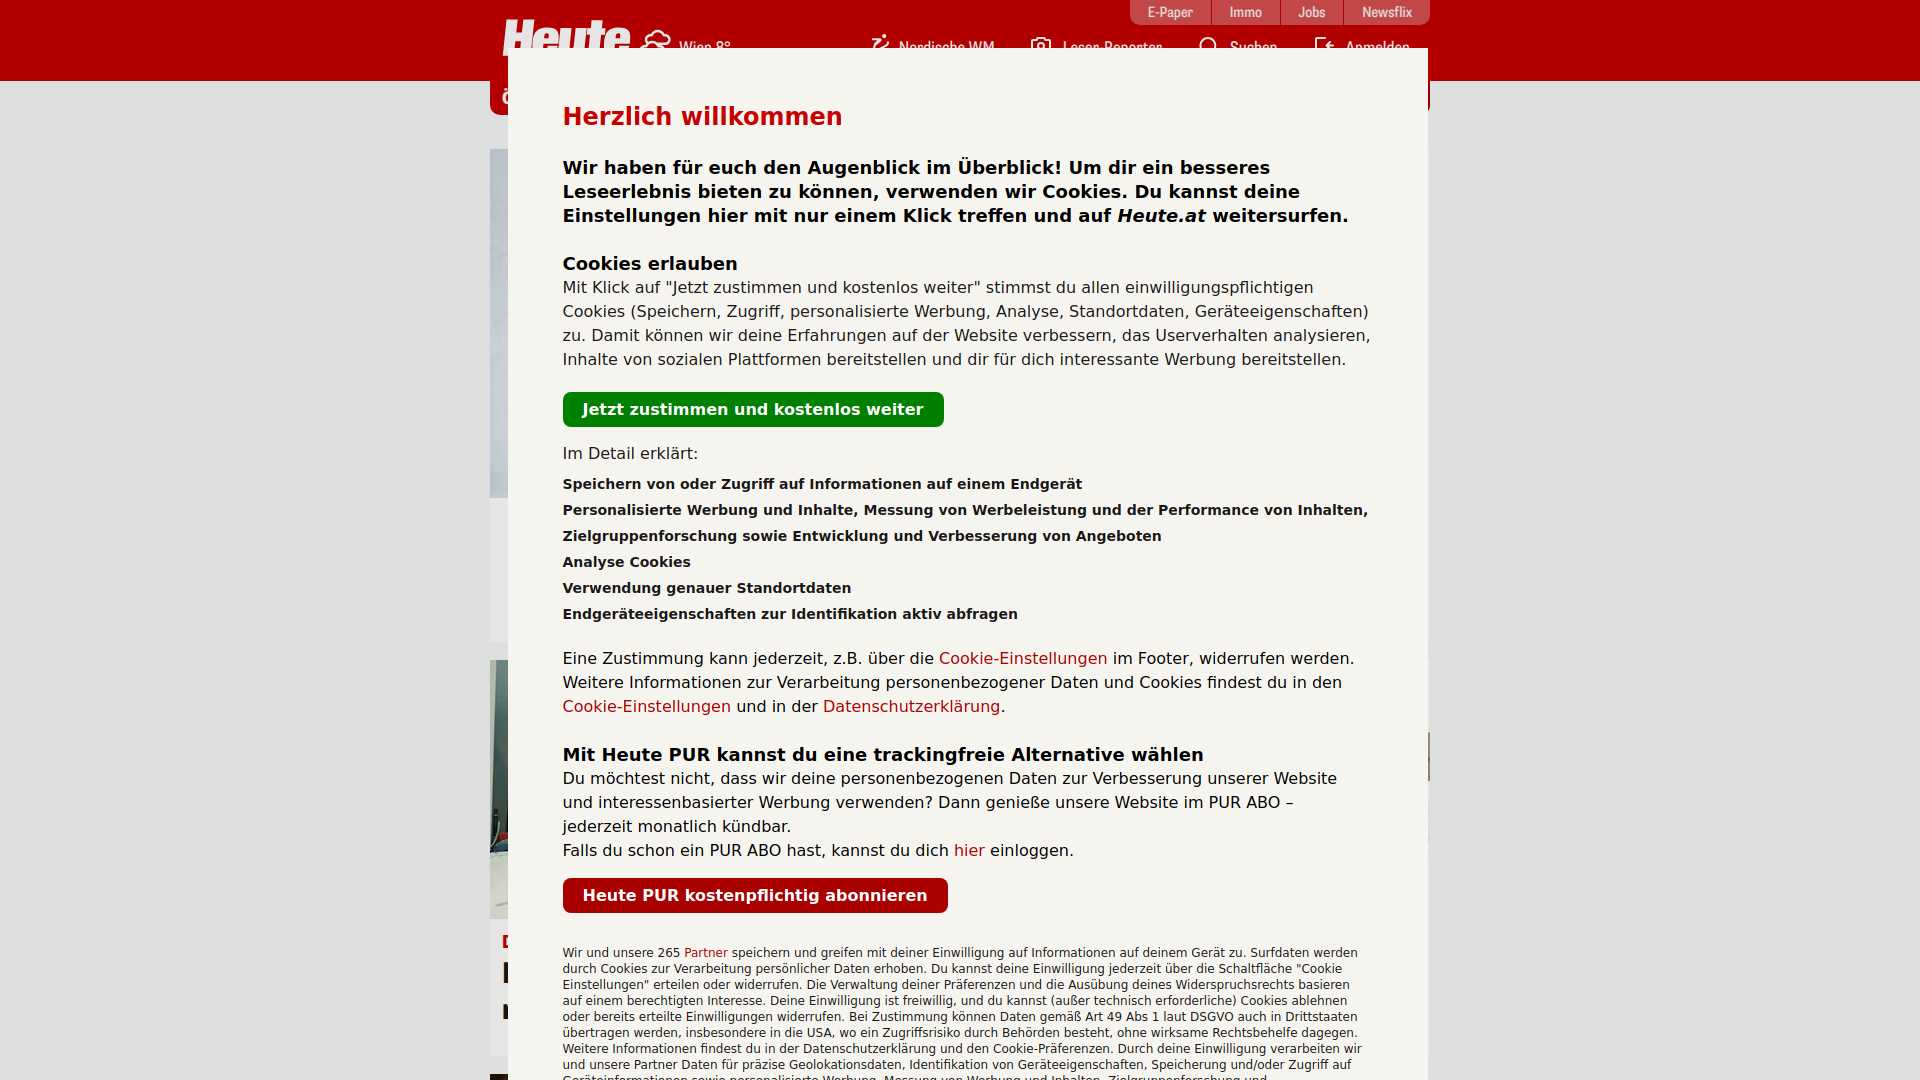 E-Paper
Immo
Jobs
Newsflix
Heute
Wien 8°
Nordische WM
Leser-Reporter
Suchen
Anmelden
Herzlich willkommen
Wir haben für euch den Augenblick im Überblick! Um dir ein besseres
Leseerlebnis bieten zu können, verwenden wir Cookies. Du kannst deine
Einstellungen hier mit nur einem Klick treffen und auf Heute.at weitersurfen.
Cookies erlauben
Mit Klick auf "Jetzt zustimmen und kostenlos weiter" stimmst du allen einwilligungspflichtigen
Cookies (Speichern, Zugriff, personalisierte Werbung, Analyse, Standortdaten, Geräteeigenschaften)
zu. Damit können wir deine Erfahrungen auf der Website verbessern, das Userverhalten analysieren,
Inhalte von sozialen Plattformen bereitstellen und dir für dich interessante Werbung bereitstellen.
Jetzt zustimmen und kostenlos weiter
Im Detail erklärt:
Speichern von oder Zugriff auf Informationen auf einem Endgerät
Personalisierte Werbung und Inhalte, Messung von Werbeleistung und der Performance von Inhalten,
Zielgruppenforschung sowie Entwicklung und Verbesserung von Angeboten
Analyse Cookies
Verwendung genauer Standortdaten
Endgeräteeigenschaften zur Identifikation aktiv abfragen
Eine Zustimmung kann jederzeit, z.B. über die Cookie-Einstellungen im Footer, widerrufen werden.
Weitere Informationen zur Verarbeitung personenbezogener Daten und Cookies findest du in den
Cookie-Einstellungen und in der Datenschutzerklärung.
Mit Heute PUR kannst du eine trackingfreie Alternative wählen
Du möchtest nicht, dass wir deine personenbezogenen Daten zur Verbesserung unserer Website
und interessenbasierter Werbung verwenden? Dann genieße unsere Website im PUR ABO –
jederzeit monatlich kündbar.
Falls du schon ein PUR ABO hast, kannst du dich hier einloggen.
Heute PUR kostenpflichtig abonnieren
Wir und unsere 265 Partner speichern und greifen mit deiner Einwilligung auf Informationen auf deinem Gerät zu. Surfdaten werden
durch Cookies zur Verarbeitung persönlicher Daten erhoben. Du kannst deine Einwilligung jederzeit über die Schaltfläche "Cookie
Einstellungen" erteilen oder widerrufen. Die Verwaltung deiner Präferenzen und die Ausübung deines Widerspruchsrechts basieren
auf einem berechtigten Interesse. Deine Einwilligung ist freiwillig, und du kannst (außer technisch erforderliche) Cookies ablehnen
oder bereits erteilte Einwilligungen widerrufen. Bei Zustimmung können Daten gemäß Art 49 Abs 1 laut DSGVO auch in Drittstaaten
übertragen werden, insbesondere in die USA, wo ein Zugriffsrisiko durch Behörden besteht, ohne wirksame Rechtsbehelfe dagegen.
Weitere Informationen findest du in der Datenschutzerklärung und den Cookie-Präferenzen. Durch deine Einwilligung verarbeiten wir
und unsere Partner Daten für präzise Geolokationsdaten, Identifikation von Geräteeigenschaften, Speicherung und/oder Zugriff auf
Geräteinformationen sowie personalisierte Werbung, Messung von Werbung und Inhalten, Zielgruppenforschung und